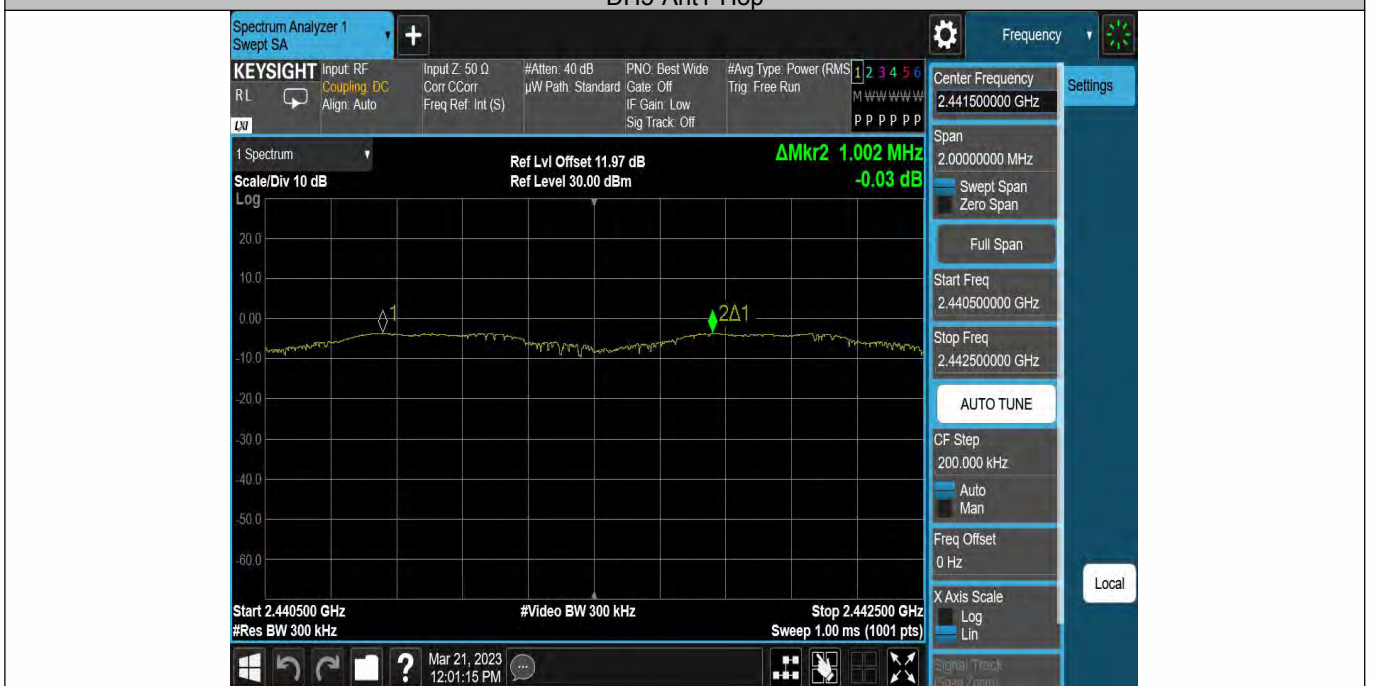 Spectrum Analyzer 1
Swept SA
Frequency
KEYSIGHT
RL
LXI
Input: RF
Coupling: DC
Align: Auto
Input Z: 50 Ω
Corr CCorr
Freq Ref: Int (S)
#Atten: 40 dB
µW Path: Standard
PNO: Best Wide
Gate: Off
IF Gain: Low
Sig Track: Off
#Avg Type: Power (RMS
Trig: Free Run
1 2 3 4 5 6
M W W W W W
P P P P P P
Center Frequency
2.441500000 GHz
Settings
Span
2.00000000 MHz
Swept Span
Zero Span
Full Span
Start Freq
2.440500000 GHz
Stop Freq
2.442500000 GHz
AUTO TUNE
CF Step
200.000 kHz
Auto
Man
Freq Offset
0 Hz
X Axis Scale
Log
Lin
Signal Track
(Span Zoom)
Local
1 Spectrum
Scale/Div 10 dB
Log
Ref Lvl Offset 11.97 dB
Ref Level 30.00 dBm
ΔMkr2 1.002 MHz
-0.03 dB
20.0
10.0
0.00
-10.0
-20.0
-30.0
-40.0
-50.0
-60.0
1
2Δ1
Start 2.440500 GHz
#Res BW 300 kHz
#Video BW 300 kHz
Stop 2.442500 GHz
Sweep 1.00 ms (1001 pts)
?
Mar 21, 2023
12:01:15 PM